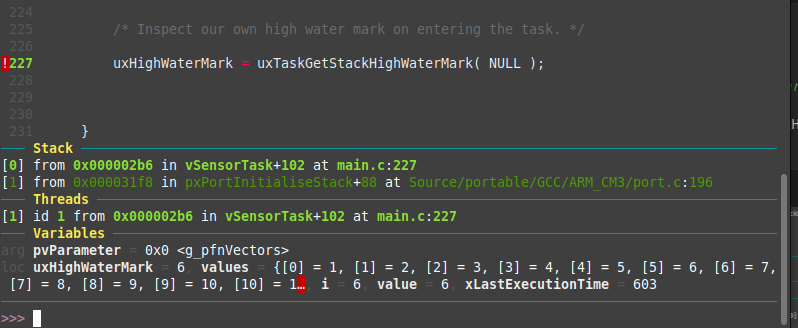 224
225 /* Inspect our own high water mark on entering the task. */
226
!227 uxHighWaterMark = uxTaskGetStackHighWaterMark( NULL );
228
229
230
231 }
Stack
[0] from 0x000002b6 in vSensorTask+102 at main.c:227
[1] from 0x000031f8 in pxPortInitialiseStack+88 at Source/portable/GCC/ARM_CM3/port.c:196
Threads
[1] id 1 from 0x000002b6 in vSensorTask+102 at main.c:227
Variables
arg pvParameter = 0x0 <g_pfnVectors>
loc uxHighWaterMark = 6, values = {[0] = 1, [1] = 2, [2] = 3, [3] = 4, [4] = 5, [5] = 6, [6] = 7,
[7] = 8, [8] = 9, [9] = 10, [10] = 1…, i = 6, value = 6, xLastExecutionTime = 603
>>>